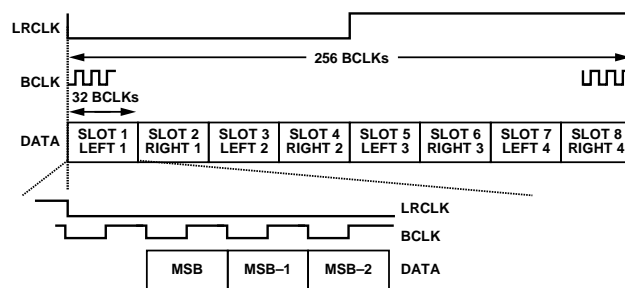 LRCLK
256 BCLKs
BCLK
32 BCLKs
DATA
SLOT 1 LEFT 1
SLOT 2 RIGHT 1
SLOT 3 LEFT 2
SLOT 4 RIGHT 2
SLOT 5 LEFT 3
SLOT 6 RIGHT 3
SLOT 7 LEFT 4
SLOT 8 RIGHT 4
LRCLK
BCLK
MSB
MSB–1
MSB–2
DATA